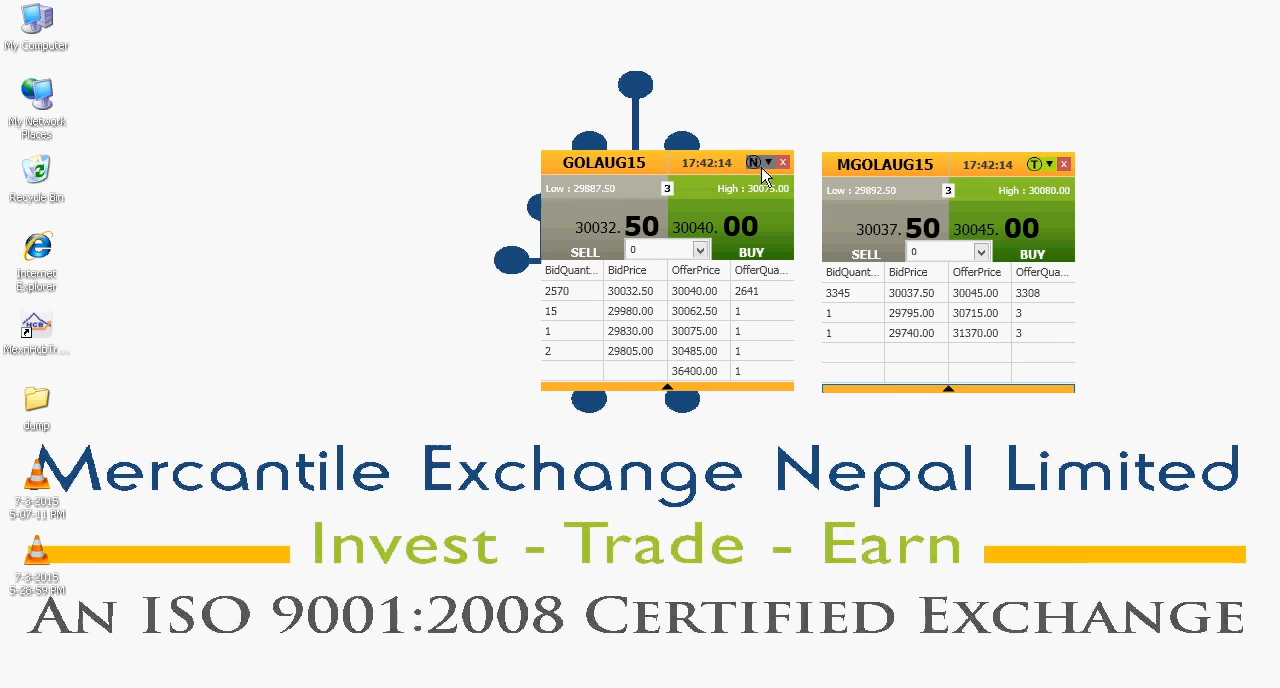 My Computer
My Network
Places
Recycle Bin
Internet
Explorer
HCB
MexnHcbTr...
dump
7-3-2015
5-07-11 PM
7-3-2015
5-28-59 PM
GOLAUG15 17:42:14 N X
Low : 29887.50 3 High : 30075.00
30032.50 30040.00
SELL 0 BUY
BidQuant... BidPrice OfferPrice OfferQua...
2570 30032.50 30040.00 2641
15 29980.00 30062.50 1
1 29830.00 30075.00 1
2 29805.00 30485.00 1
36400.00 1
MGOLAUG15 17:42:14 T X
Low : 29892.50 3 High : 30080.00
30037.50 30045.00
SELL 0 BUY
BidQuant... BidPrice OfferPrice OfferQua...
3345 30037.50 30045.00 3308
1 29795.00 30715.00 3
1 29740.00 31370.00 3
Mercantile Exchange Nepal Limited
Invest - Trade - Earn
AN ISO 9001:2008 CERTIFIED EXCHANGE